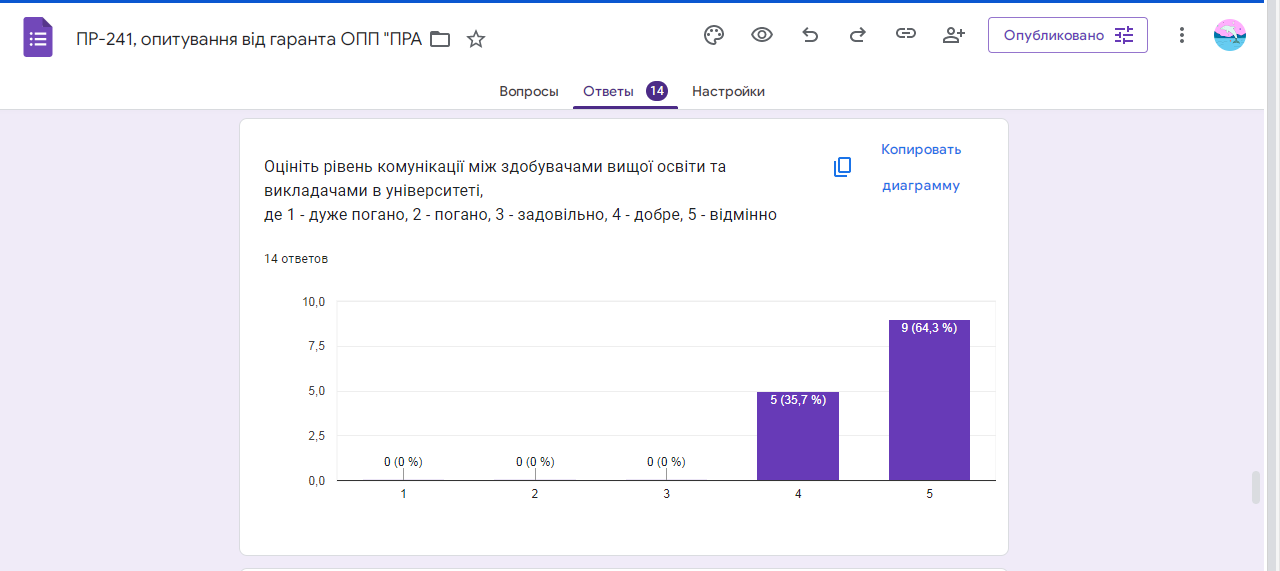 ПР-241, опитування від гаранта ОПП "ПРА
Опубликовано
Вопросы
Ответы 14
Настройки
Оцініть рівень комунікації між здобувачами вищої освіти та
викладачами в університеті,
де 1 - дуже погано, 2 - погано, 3 - задовільно, 4 - добре, 5 - відмінно
Копировать
диаграмму
14 ответов
10,0
7,5
5,0
2,5
0,0
0 (0 %)
0 (0 %)
0 (0 %)
5 (35,7 %)
9 (64,3 %)
1
2
3
4
5